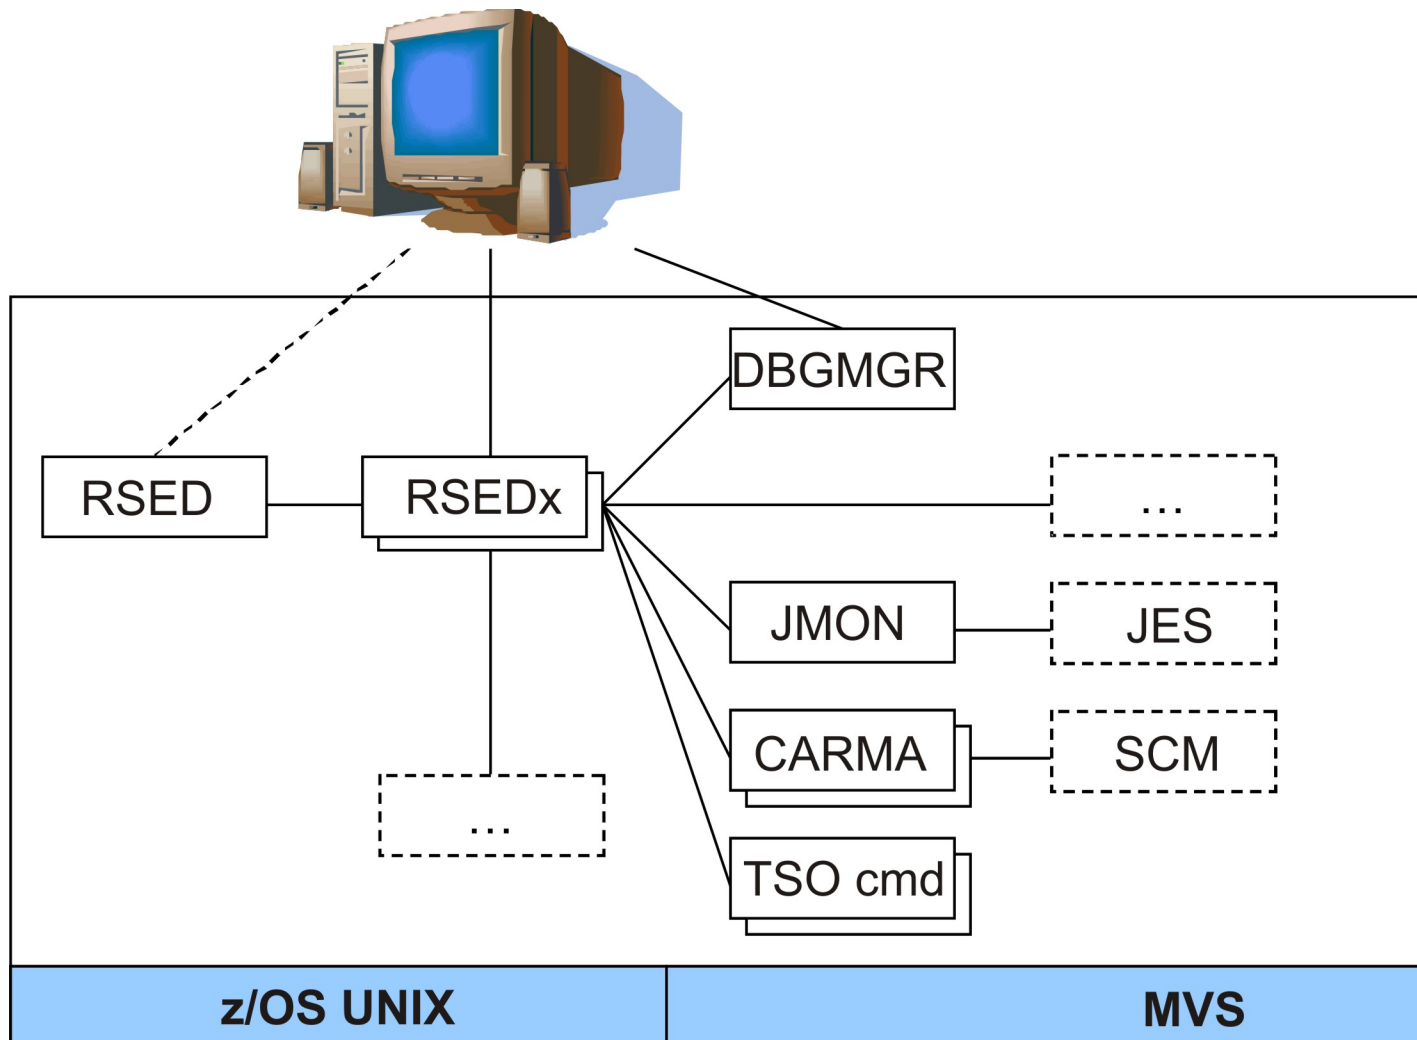 DBGMGR
RSED
RSEDx
...
JMON
JES
CARMA
SCM
...
TSO cmd
z/OS UNIX
MVS